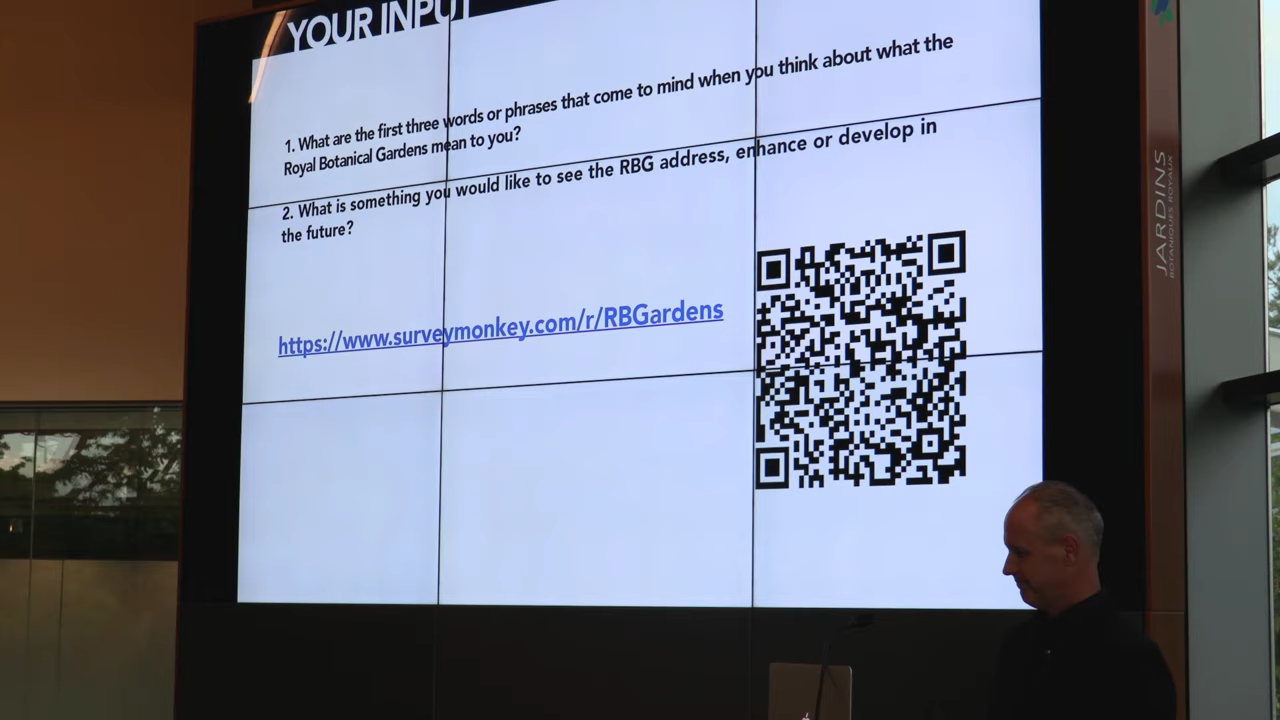 YOUR INPUT
1. What are the first three words or phrases that come to mind when you think about what the
Royal Botanical Gardens mean to you?
2. What is something you would like to see the RBG address, enhance or develop in
the future?
https://www.surveymonkey.com/r/RBGardens
JARDINS
BOTANIQUES ROYAUX